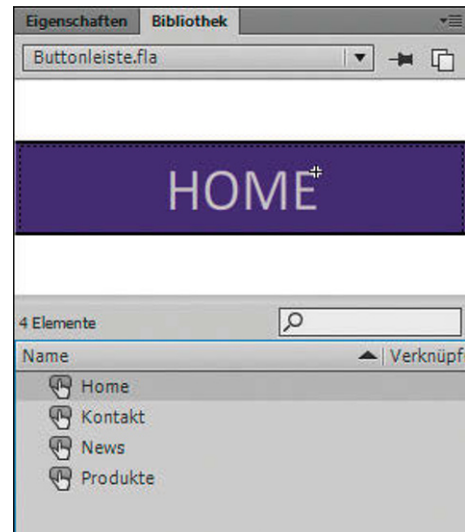 Eigenschaften Bibliothek
Buttonleiste.fla
HOME
4 Elemente
Name Verknüpf
Home
Kontakt
News
Produkte